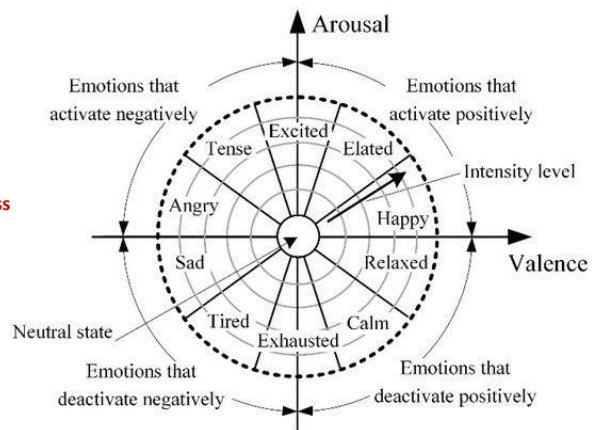 Arousal
Emotions that
activate negatively
Emotions that
activate positively
Excited
Tense
Elated
Intensity level
ss
Angry
Happy
Sad
Relaxed
Valence
Neutral state
Tired
Calm
Exhausted
Emotions that
deactivate negatively
Emotions that
deactivate positively